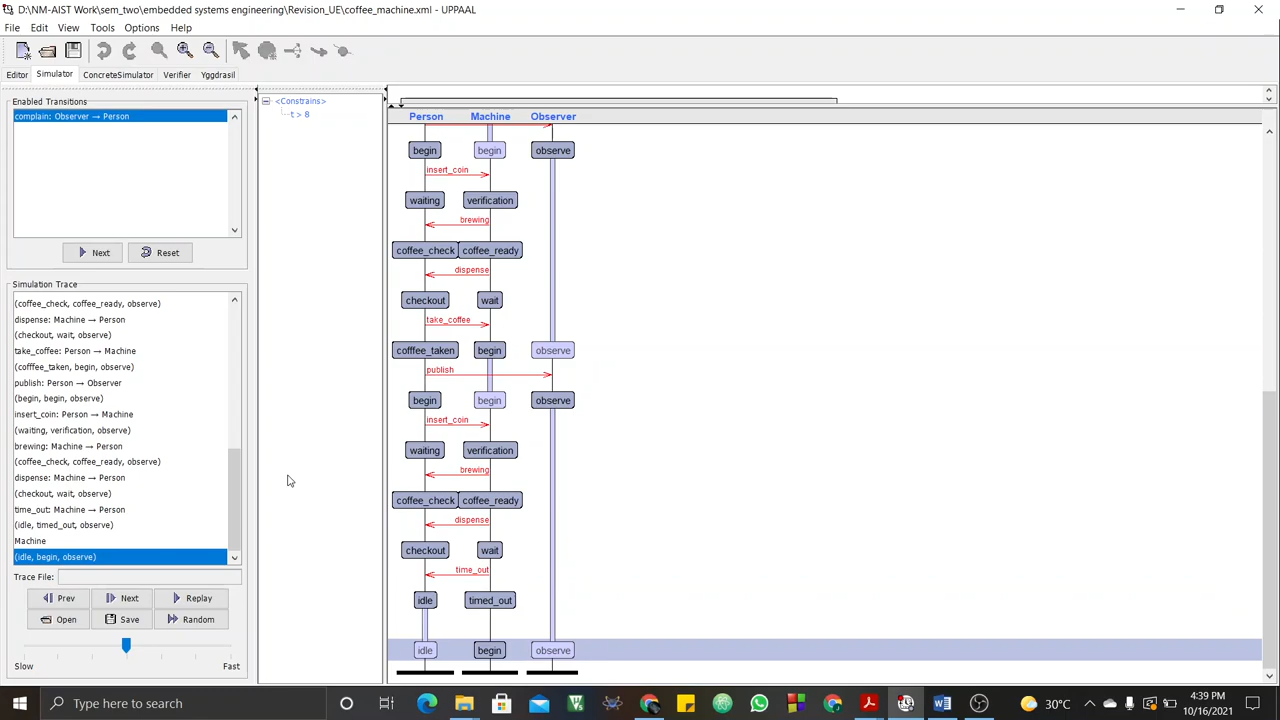 D:\NM-AIST Work\sem_two\embedded systems engineering\Revision_UE\coffee_machine.xml - UPPAAL
File Edit View Tools Options Help
Editor Simulator ConcreteSimulator Verifier Yggdrasil
Enabled Transitions
complain: Observer → Person
Next Reset
Simulation Trace
(coffee_check, coffee_ready, observe)
dispense: Machine → Person
(checkout, wait, observe)
take_coffee: Person → Machine
(cofffee_taken, begin, observe)
publish: Person → Observer
(begin, begin, observe)
insert_coin: Person → Machine
(waiting, verification, observe)
brewing: Machine → Person
(coffee_check, coffee_ready, observe)
dispense: Machine → Person
(checkout, wait, observe)
time_out: Machine → Person
(idle, timed_out, observe)
Machine
(idle, begin, observe)
Trace File:
Prev Next Replay
Open Save Random
Slow Fast
<Constrains>
t > 8
Person Machine Observer
begin begin observe
insert_coin
waiting verification
brewing
coffee_check coffee_ready
dispense
checkout wait
take_coffee
cofffee_taken begin observe
publish
begin begin observe
insert_coin
waiting verification
brewing
coffee_check coffee_ready
dispense
checkout wait
time_out
idle timed_out
idle begin observe
Type here to search
30°C
4:39 PM
10/16/2021